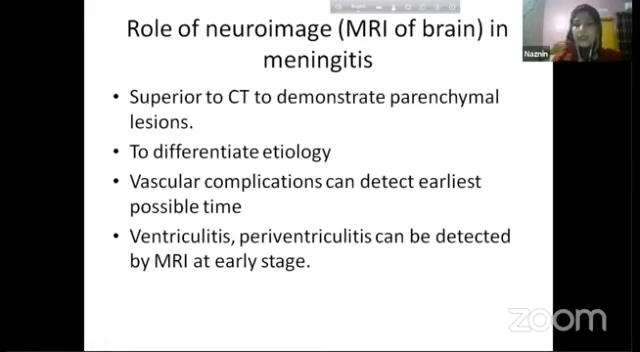 Role of neuroimage (MRI of brain) in
meningitis
• Superior to CT to demonstrate parenchymal
lesions.
• To differentiate etiology
• Vascular complications can detect earliest
possible time
• Ventriculitis, periventriculitis can be detected
by MRI at early stage.
Naznin
zoom